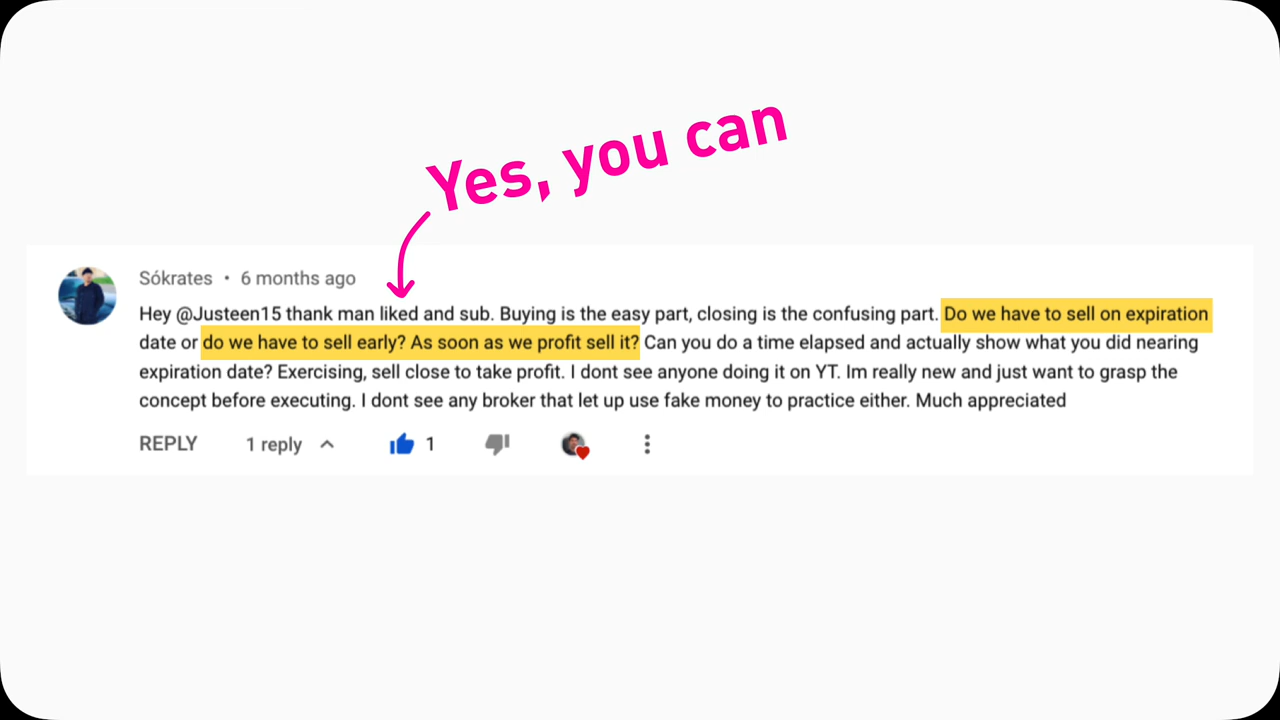 Yes, you can
Sókrates • 6 months ago
Hey @Justeen15 thank man liked and sub. Buying is the easy part, closing is the confusing part. Do we have to sell on expiration
date or do we have to sell early? As soon as we profit sell it? Can you do a time elapsed and actually show what you did nearing
expiration date? Exercising, sell close to take profit. I dont see anyone doing it on YT. Im really new and just want to grasp the
concept before executing. I dont see any broker that let up use fake money to practice either. Much appreciated
REPLY 1 reply 1